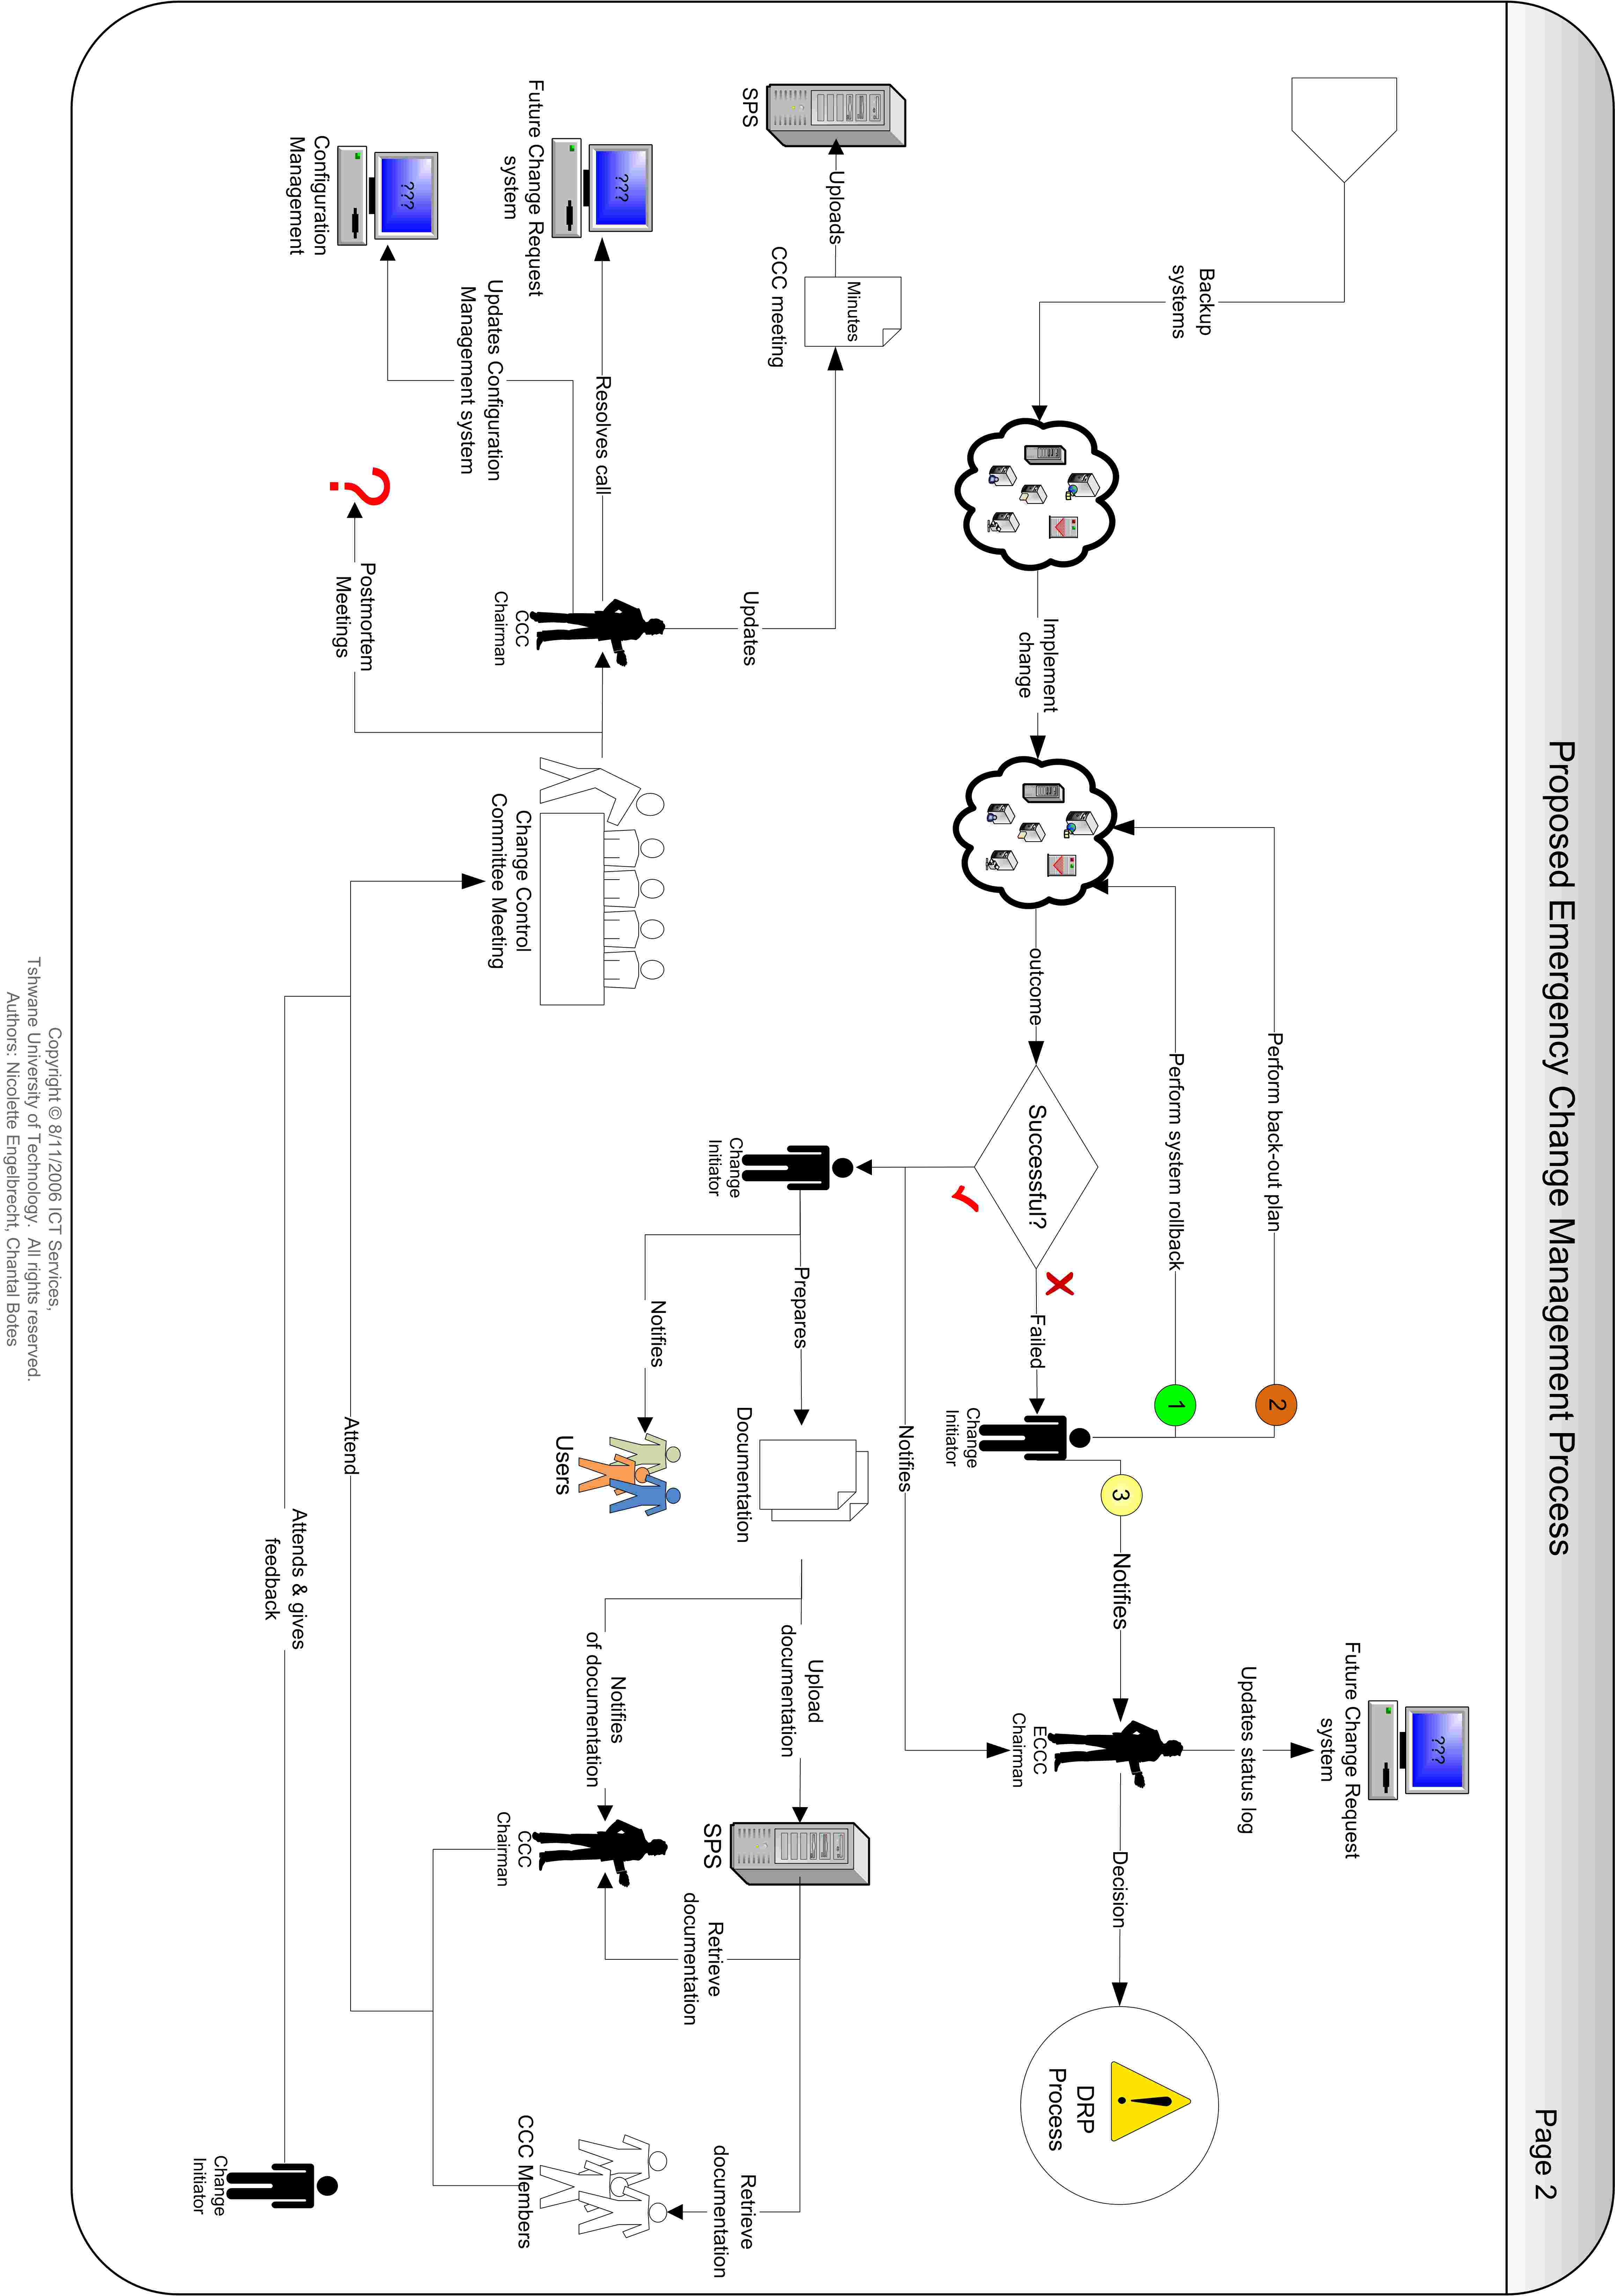 Proposed Emergency Change Management Process
Page 2
Backup
systems
Implement
change
outcome
Successful?
Failed
Change
Initiator
1
Perform system rollback
2
Perform back-out plan
3
Notifies
ECCC
Chairman
Updates status log
???
Future Change Request
system
Decision
DRP
Process
Notifies
Change
Initiator
Prepares
Documentation
Notifies
Users
Upload
documentation
SPS
Notifies
of documentation
CCC
Chairman
Retrieve
documentation
Retrieve
documentation
CCC Members
Attend
Attends & gives
feedback
Change
Initiator
Change Control
Committee Meeting
Postmortem
Meetings
?
CCC
Chairman
Updates
Minutes
CCC meeting
Uploads
SPS
Resolves call
???
Future Change Request
system
Updates Configuration
Management system
???
Configuration
Management
Copyright © 8/11/2006 ICT Services,
Tshwane University of Technology. All rights reserved.
Authors: Nicolette Engelbrecht, Chantal Botes